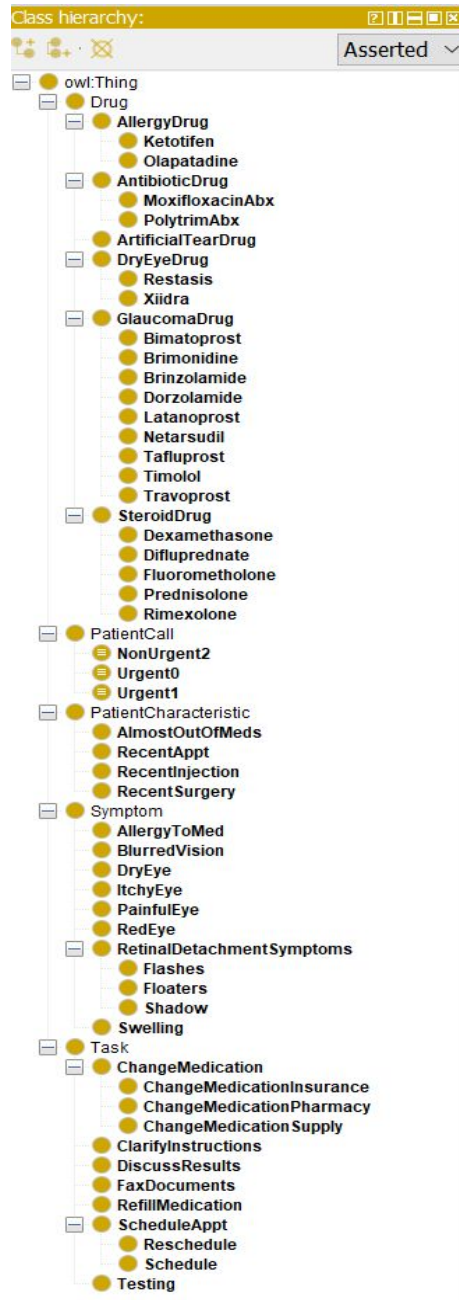 Class hierarchy:
Asserted
owl:Thing
Drug
AllergyDrug
Ketotifen
Olapatadine
AntibioticDrug
MoxifloxacinAbx
PolytrimAbx
ArtificialTearDrug
DryEyeDrug
Restasis
Xiidra
GlaucomaDrug
Bimatoprost
Brimonidine
Brinzolamide
Dorzolamide
Latanoprost
Netarsudil
Tafluprost
Timolol
Travoprost
SteroidDrug
Dexamethasone
Difluprednate
Fluorometholone
Prednisolone
Rimexolone
PatientCall
NonUrgent2
Urgent0
Urgent1
PatientCharacteristic
AlmostOutOfMeds
RecentAppt
RecentInjection
RecentSurgery
Symptom
AllergyToMed
BlurredVision
DryEye
ItchyEye
PainfulEye
RedEye
RetinalDetachmentSymptoms
Flashes
Floaters
Shadow
Swelling
Task
ChangeMedication
ChangeMedicationInsurance
ChangeMedicationPharmacy
ChangeMedicationSupply
ClarifyInstructions
DiscussResults
FaxDocuments
RefillMedication
ScheduleAppt
Reschedule
Schedule
Testing